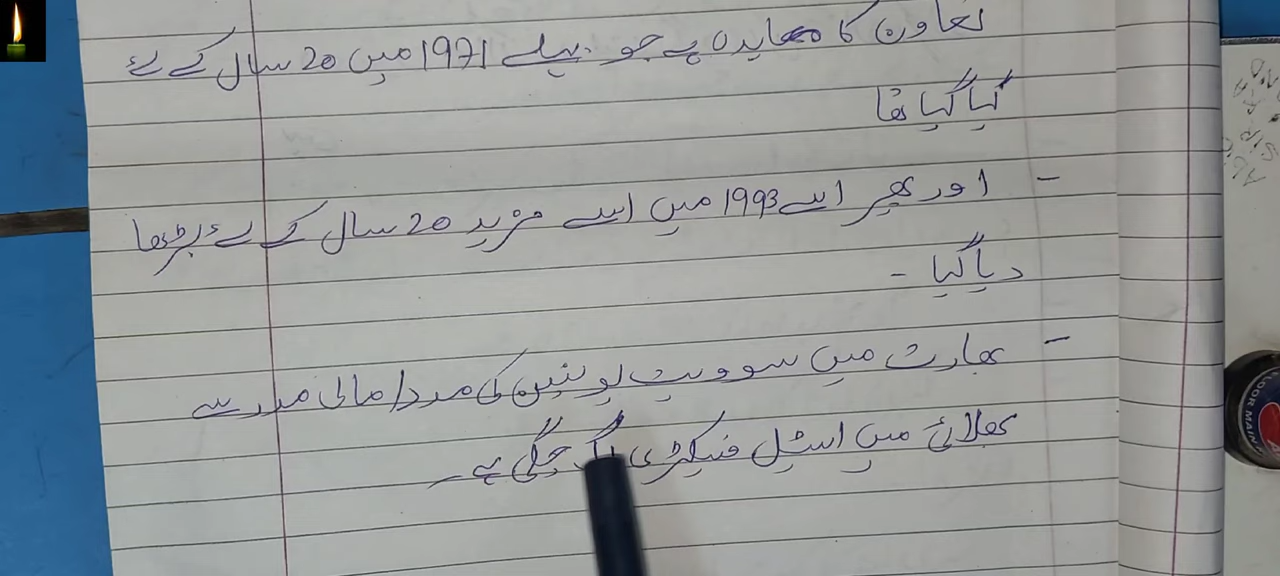 تعاون کا معاہدہ ہے جو پہلے 1971 میں 20 سال کے لئے
کیا گیا تھا
- اور پھر اسے 1993 میں اسے مزید 20 سال کے لئے بڑھا
دیا گیا -
- بھارت میں سوویت یونین کی مدد / مالی مدد سے
بھلائی میں اسٹیل فیکٹری لگ چکی ہے -